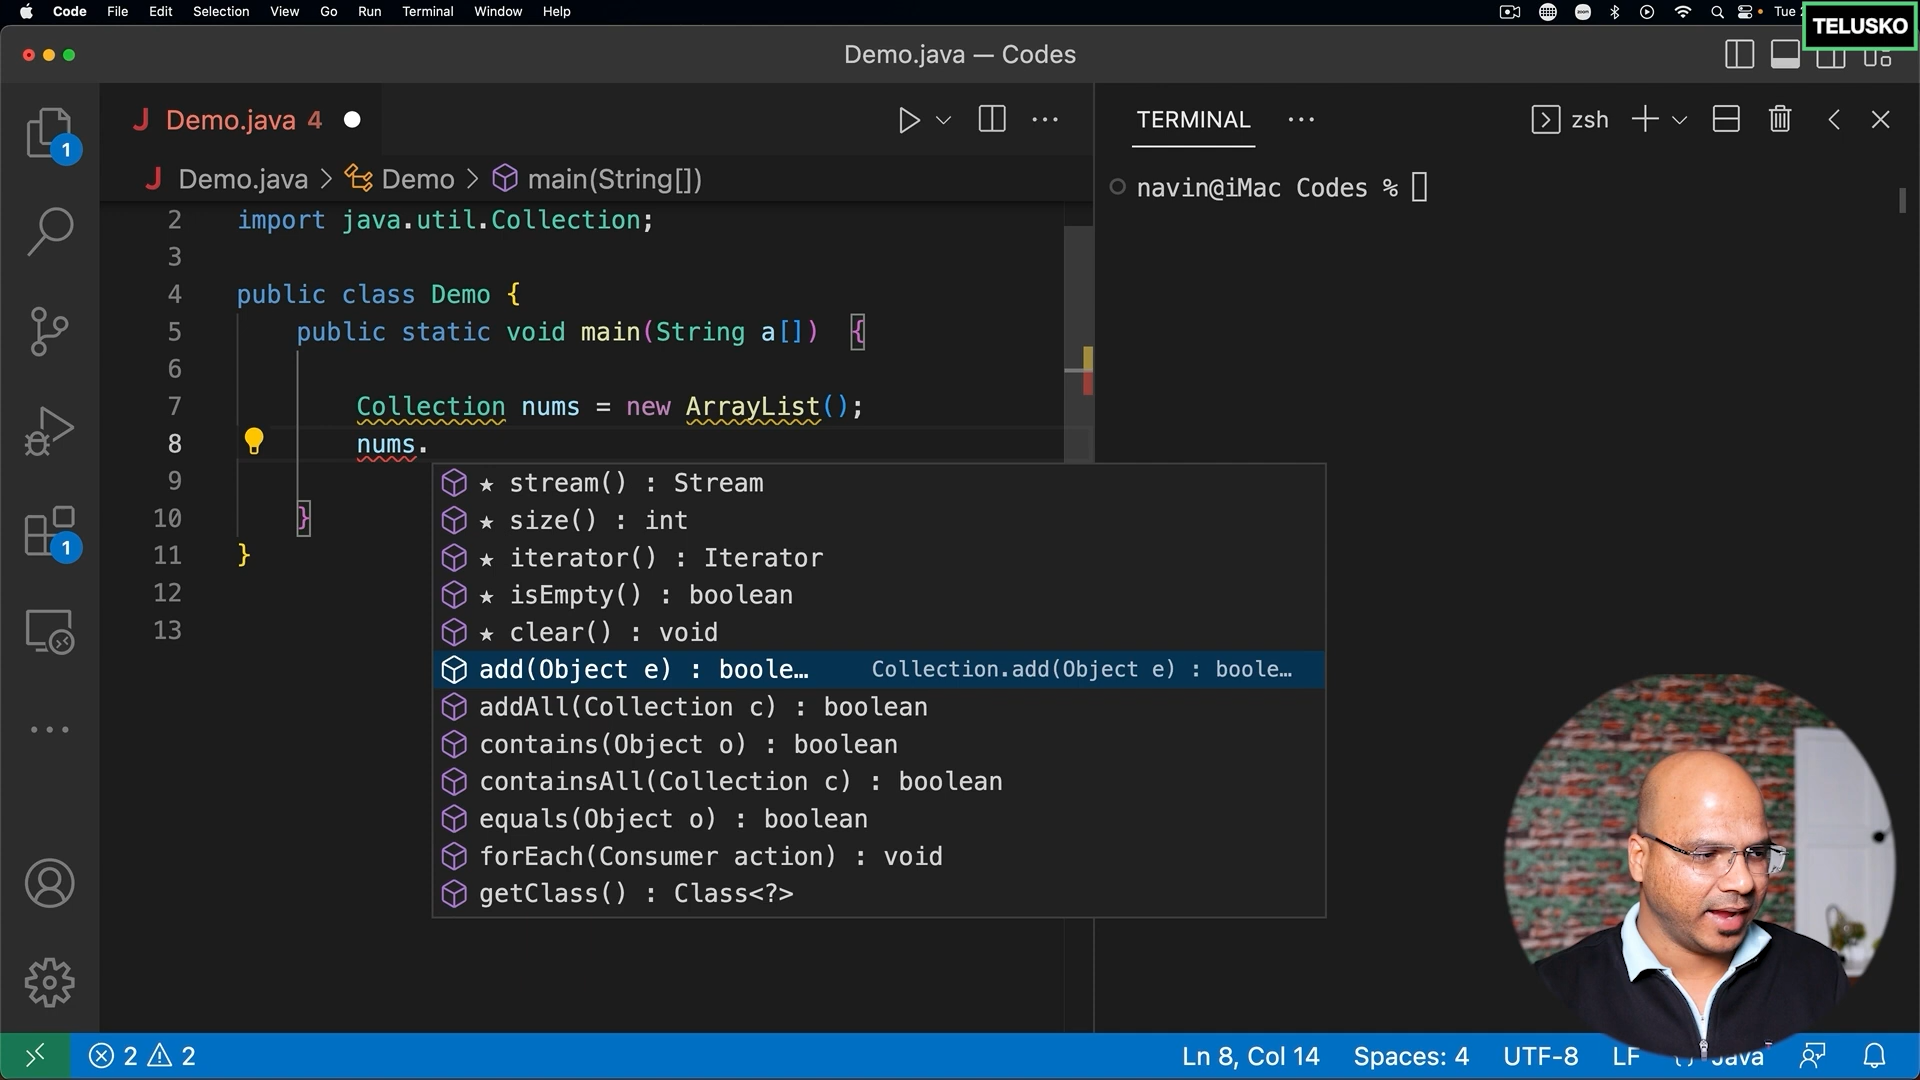 Code File Edit Selection View Go Run Terminal Window Help
Tue
TELUSKO
Demo.java — Codes
Demo.java 4
TERMINAL
zsh
Demo.java > Demo > main(String[])
navin@iMac Codes %
2 import java.util.Collection;
3
4 public class Demo {
5 public static void main(String a[]) {
6
7 Collection nums = new ArrayList();
8 nums.
9
10 }
11 }
12
13
★ stream() : Stream
★ size() : int
★ iterator() : Iterator
★ isEmpty() : boolean
★ clear() : void
add(Object e) : boole… Collection.add(Object e) : boole…
addAll(Collection c) : boolean
contains(Object o) : boolean
containsAll(Collection c) : boolean
equals(Object o) : boolean
forEach(Consumer action) : void
getClass() : Class<?>
1
1
2 2
Ln 8, Col 14 Spaces: 4 UTF-8 LF Java